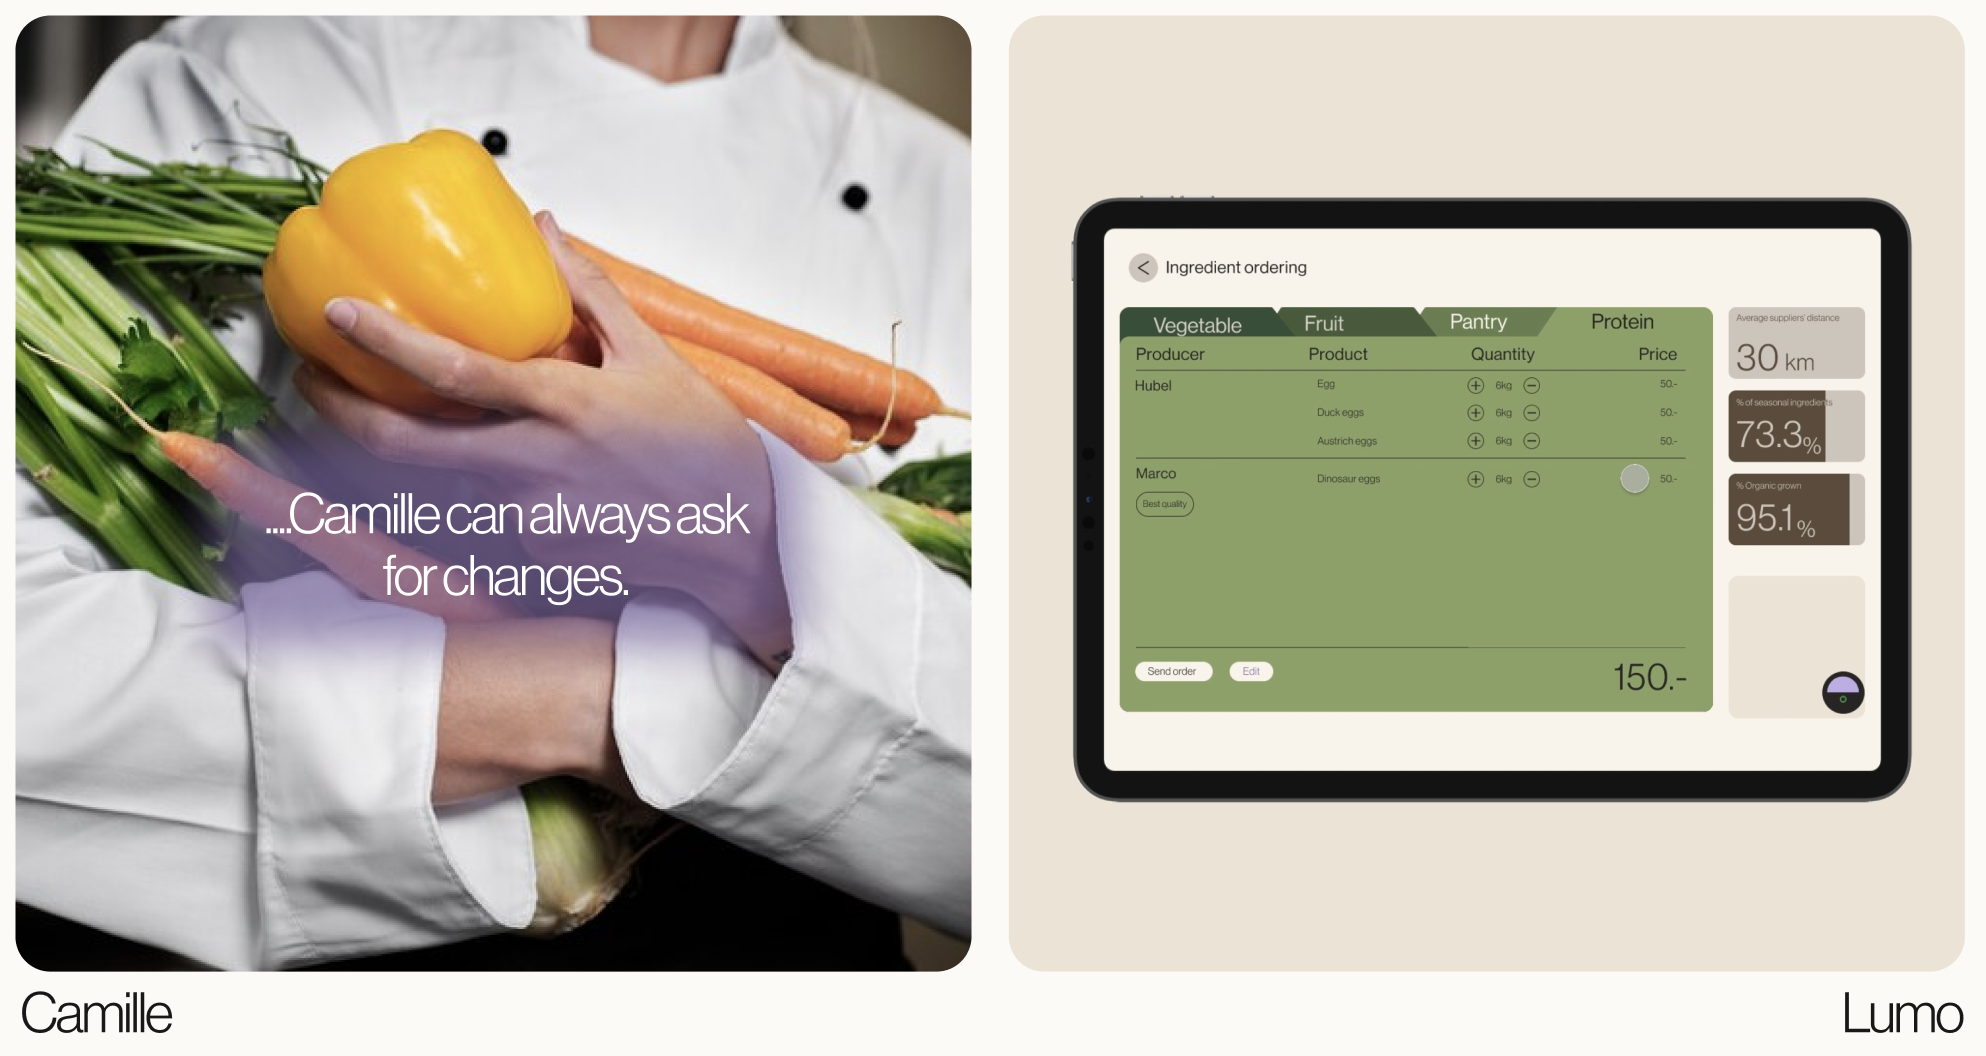 ....Camille can always ask
for changes.
Camille
< Ingredient ordering
Vegetable Fruit Pantry Protein
Producer Product Quantity Price
Hubel Egg + 6kg − 50.-
Duck eggs + 6kg − 50.-
Austrich eggs + 6kg − 50.-
Marco Dinosaur eggs + 6kg − 50.-
Best quality
Send order Edit 150.-
Average suppliers' distance
30 km
% of seasonal ingredients
73.3%
% Organic grown
95.1%
Lumo